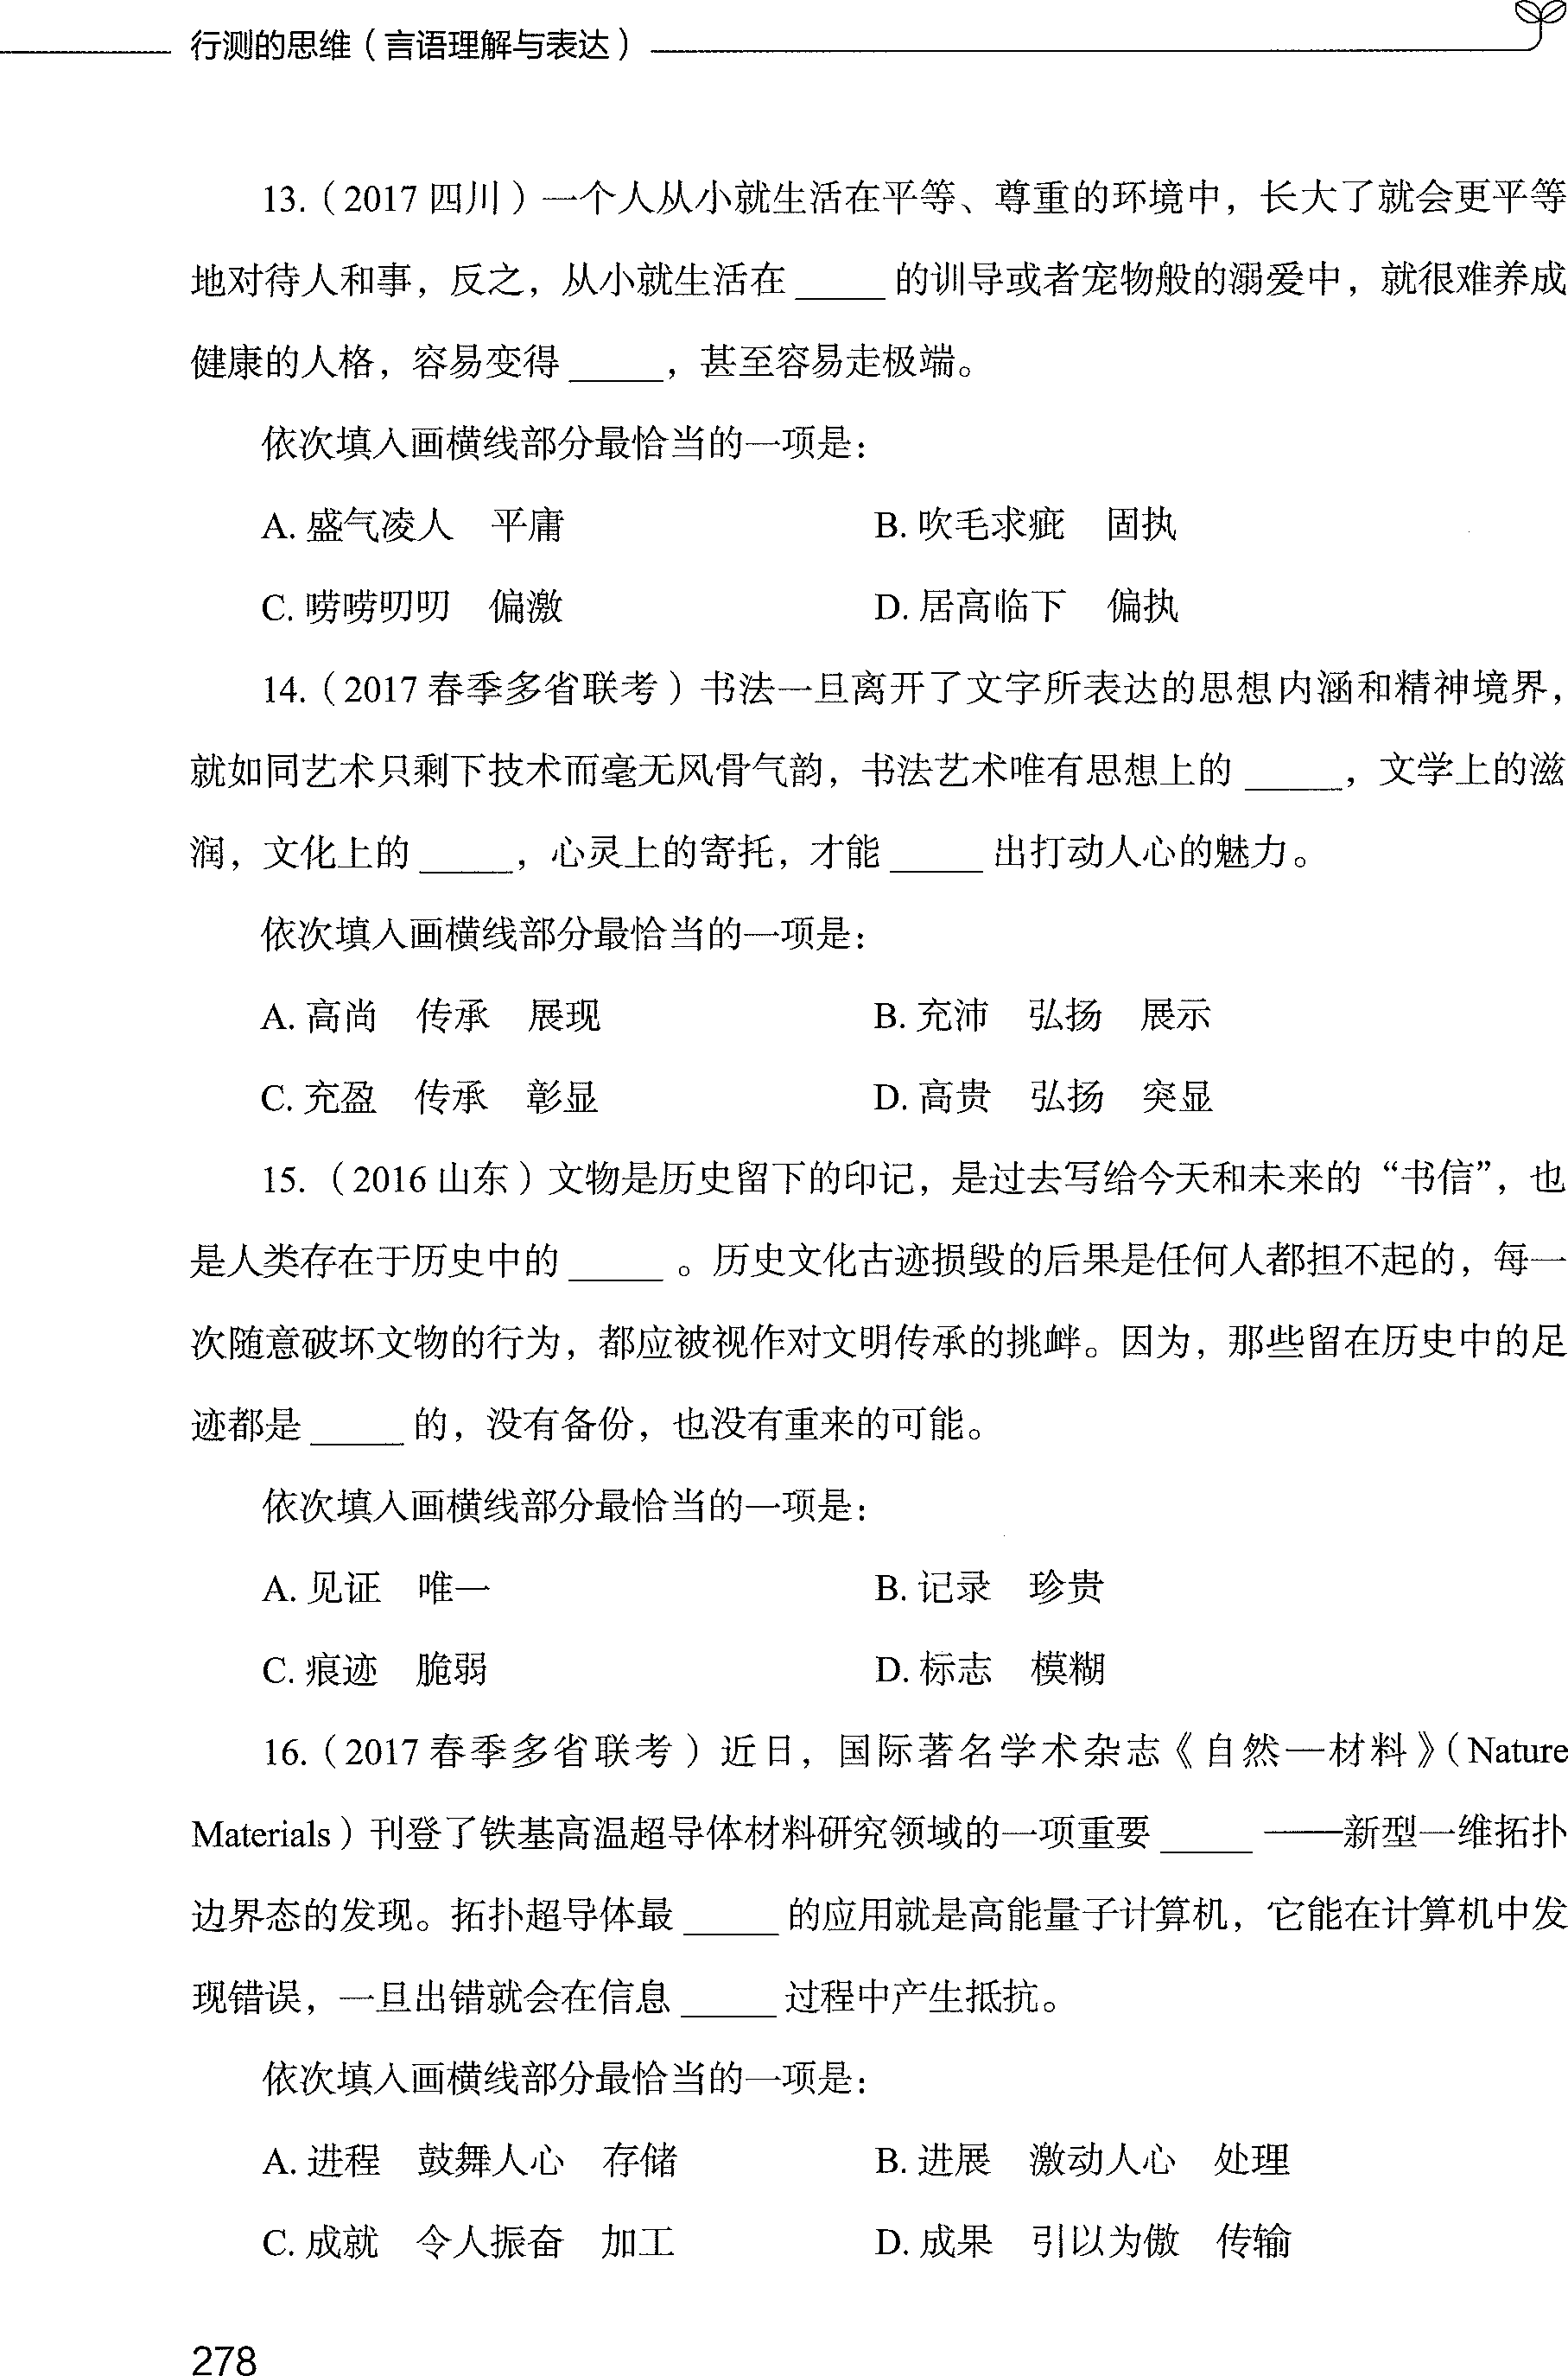 行测的思维（言语理解与表达）
13.（2017 四川）一个人从小就生活在平等、尊重的环境中，长大了就会更平等
地对待人和事，反之，从小就生活在 _____ 的训导或者宠物般的溺爱中，就很难养成
健康的人格，容易变得 _____，甚至容易走极端。
依次填入画横线部分最恰当的一项是：
A. 盛气凌人 平庸 B. 吹毛求疵 固执
C. 唠唠叨叨 偏激 D. 居高临下 偏执
14.（2017 春季多省联考）书法一旦离开了文字所表达的思想内涵和精神境界，
就如同艺术只剩下技术而毫无风骨气韵，书法艺术唯有思想上的 _____，文学上的滋
润，文化上的 _____，心灵上的寄托，才能 _____ 出打动人心的魅力。
依次填入画横线部分最恰当的一项是：
A. 高尚 传承 展现 B. 充沛 弘扬 展示
C. 充盈 传承 彰显 D. 高贵 弘扬 突显
15.（2016 山东）文物是历史留下的印记，是过去写给今天和未来的“书信”，也
是人类存在于历史中的 _____ 。历史文化古迹损毁的后果是任何人都担不起的，每一
次随意破坏文物的行为，都应被视作对文明传承的挑衅。因为，那些留在历史中的足
迹都是 _____ 的，没有备份，也没有重来的可能。
依次填入画横线部分最恰当的一项是：
A. 见证 唯一 B. 记录 珍贵
C. 痕迹 脆弱 D. 标志 模糊
16.（2017 春季多省联考）近日，国际著名学术杂志《自然—材料》（Nature
Materials）刊登了铁基高温超导体材料研究领域的一项重要 _____ ——新型一维拓扑
边界态的发现。拓扑超导体最 _____ 的应用就是高能量子计算机，它能在计算机中发
现错误，一旦出错就会在信息 _____ 过程中产生抵抗。
依次填入画横线部分最恰当的一项是：
A. 进程 鼓舞人心 存储 B. 进展 激动人心 处理
C. 成就 令人振奋 加工 D. 成果 引以为傲 传输
278